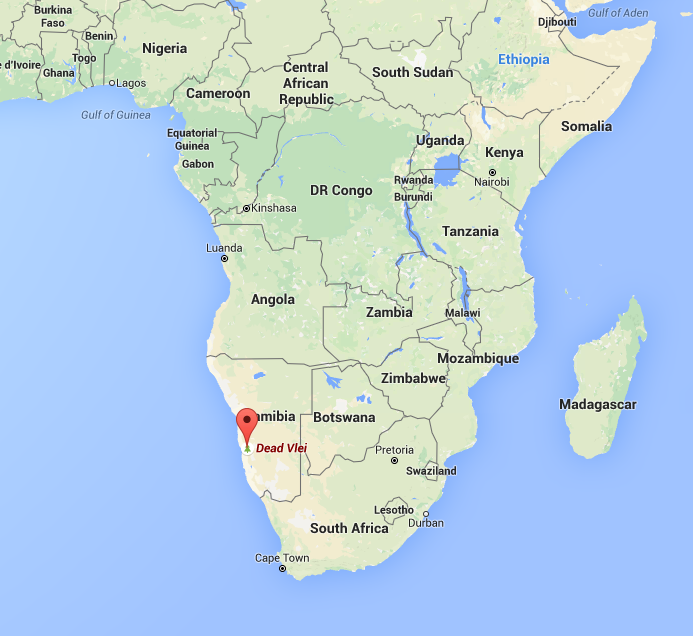 Burkina
Faso
Benin
Togo
e d'Ivoire
Ghana
Nigeria
Lagos
Gulf of Guinea
Cameroon
Central
African
Republic
South Sudan
Djibouti
Gulf of Aden
Ethiopia
Somalia
Equatorial
Guinea
Gabon
Uganda
Kenya
Nairobi
Rwanda
Burundi
DR Congo
Kinshasa
Tanzania
Luanda
Angola
Zambia
Malawi
Mozambique
Zimbabwe
Madagascar
amibia
Botswana
Dead Vlei
Pretoria
Swaziland
Lesotho
Durban
South Africa
Cape Town